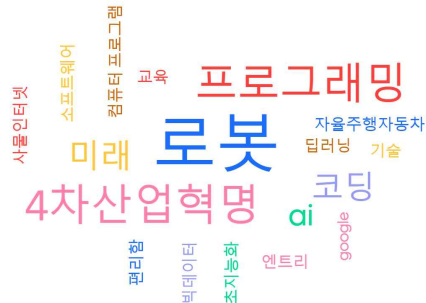 컴퓨터 프로그램
소프트웨어
사물인터넷
교육
프로그래밍
로봇
자율주행자동차
딥러닝
기술
미래
코딩
4차산업혁명
ai
google
편리함
빅데이터
초지능화
엔트리